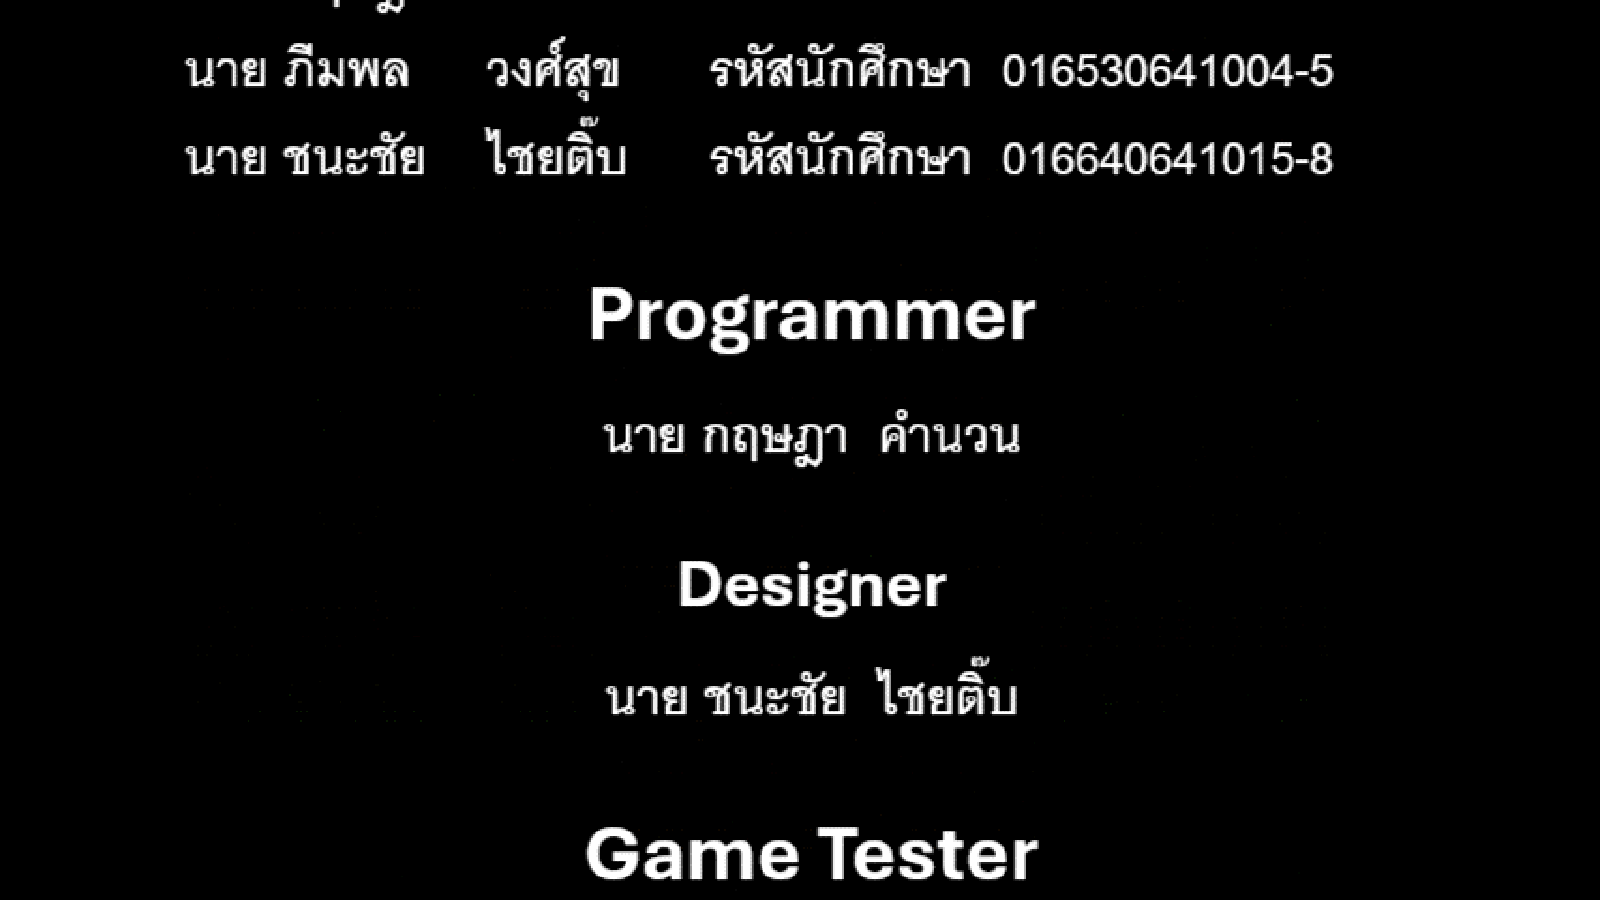 นาย ภีมพล วงศ์สุข รหัสนักศึกษา 016530641004-5
นาย ชนะชัย ไชยติ๊บ รหัสนักศึกษา 016640641015-8
Programmer
นาย กฤษฎา คำนวน
Designer
นาย ชนะชัย ไชยติ๊บ
Game Tester